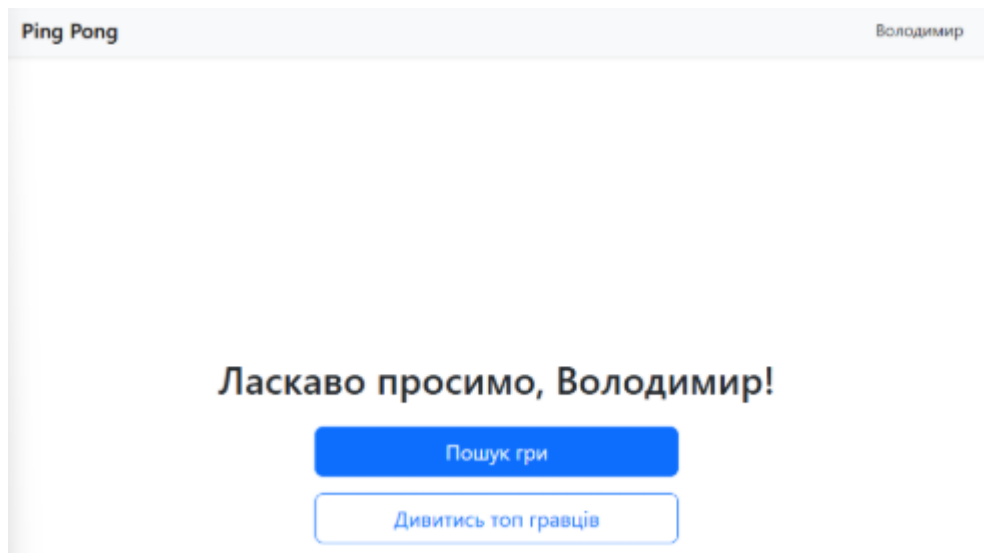 Ping Pong
Володимир
Ласкаво просимо, Володимир!
Пошук гри
Дивитись топ гравців